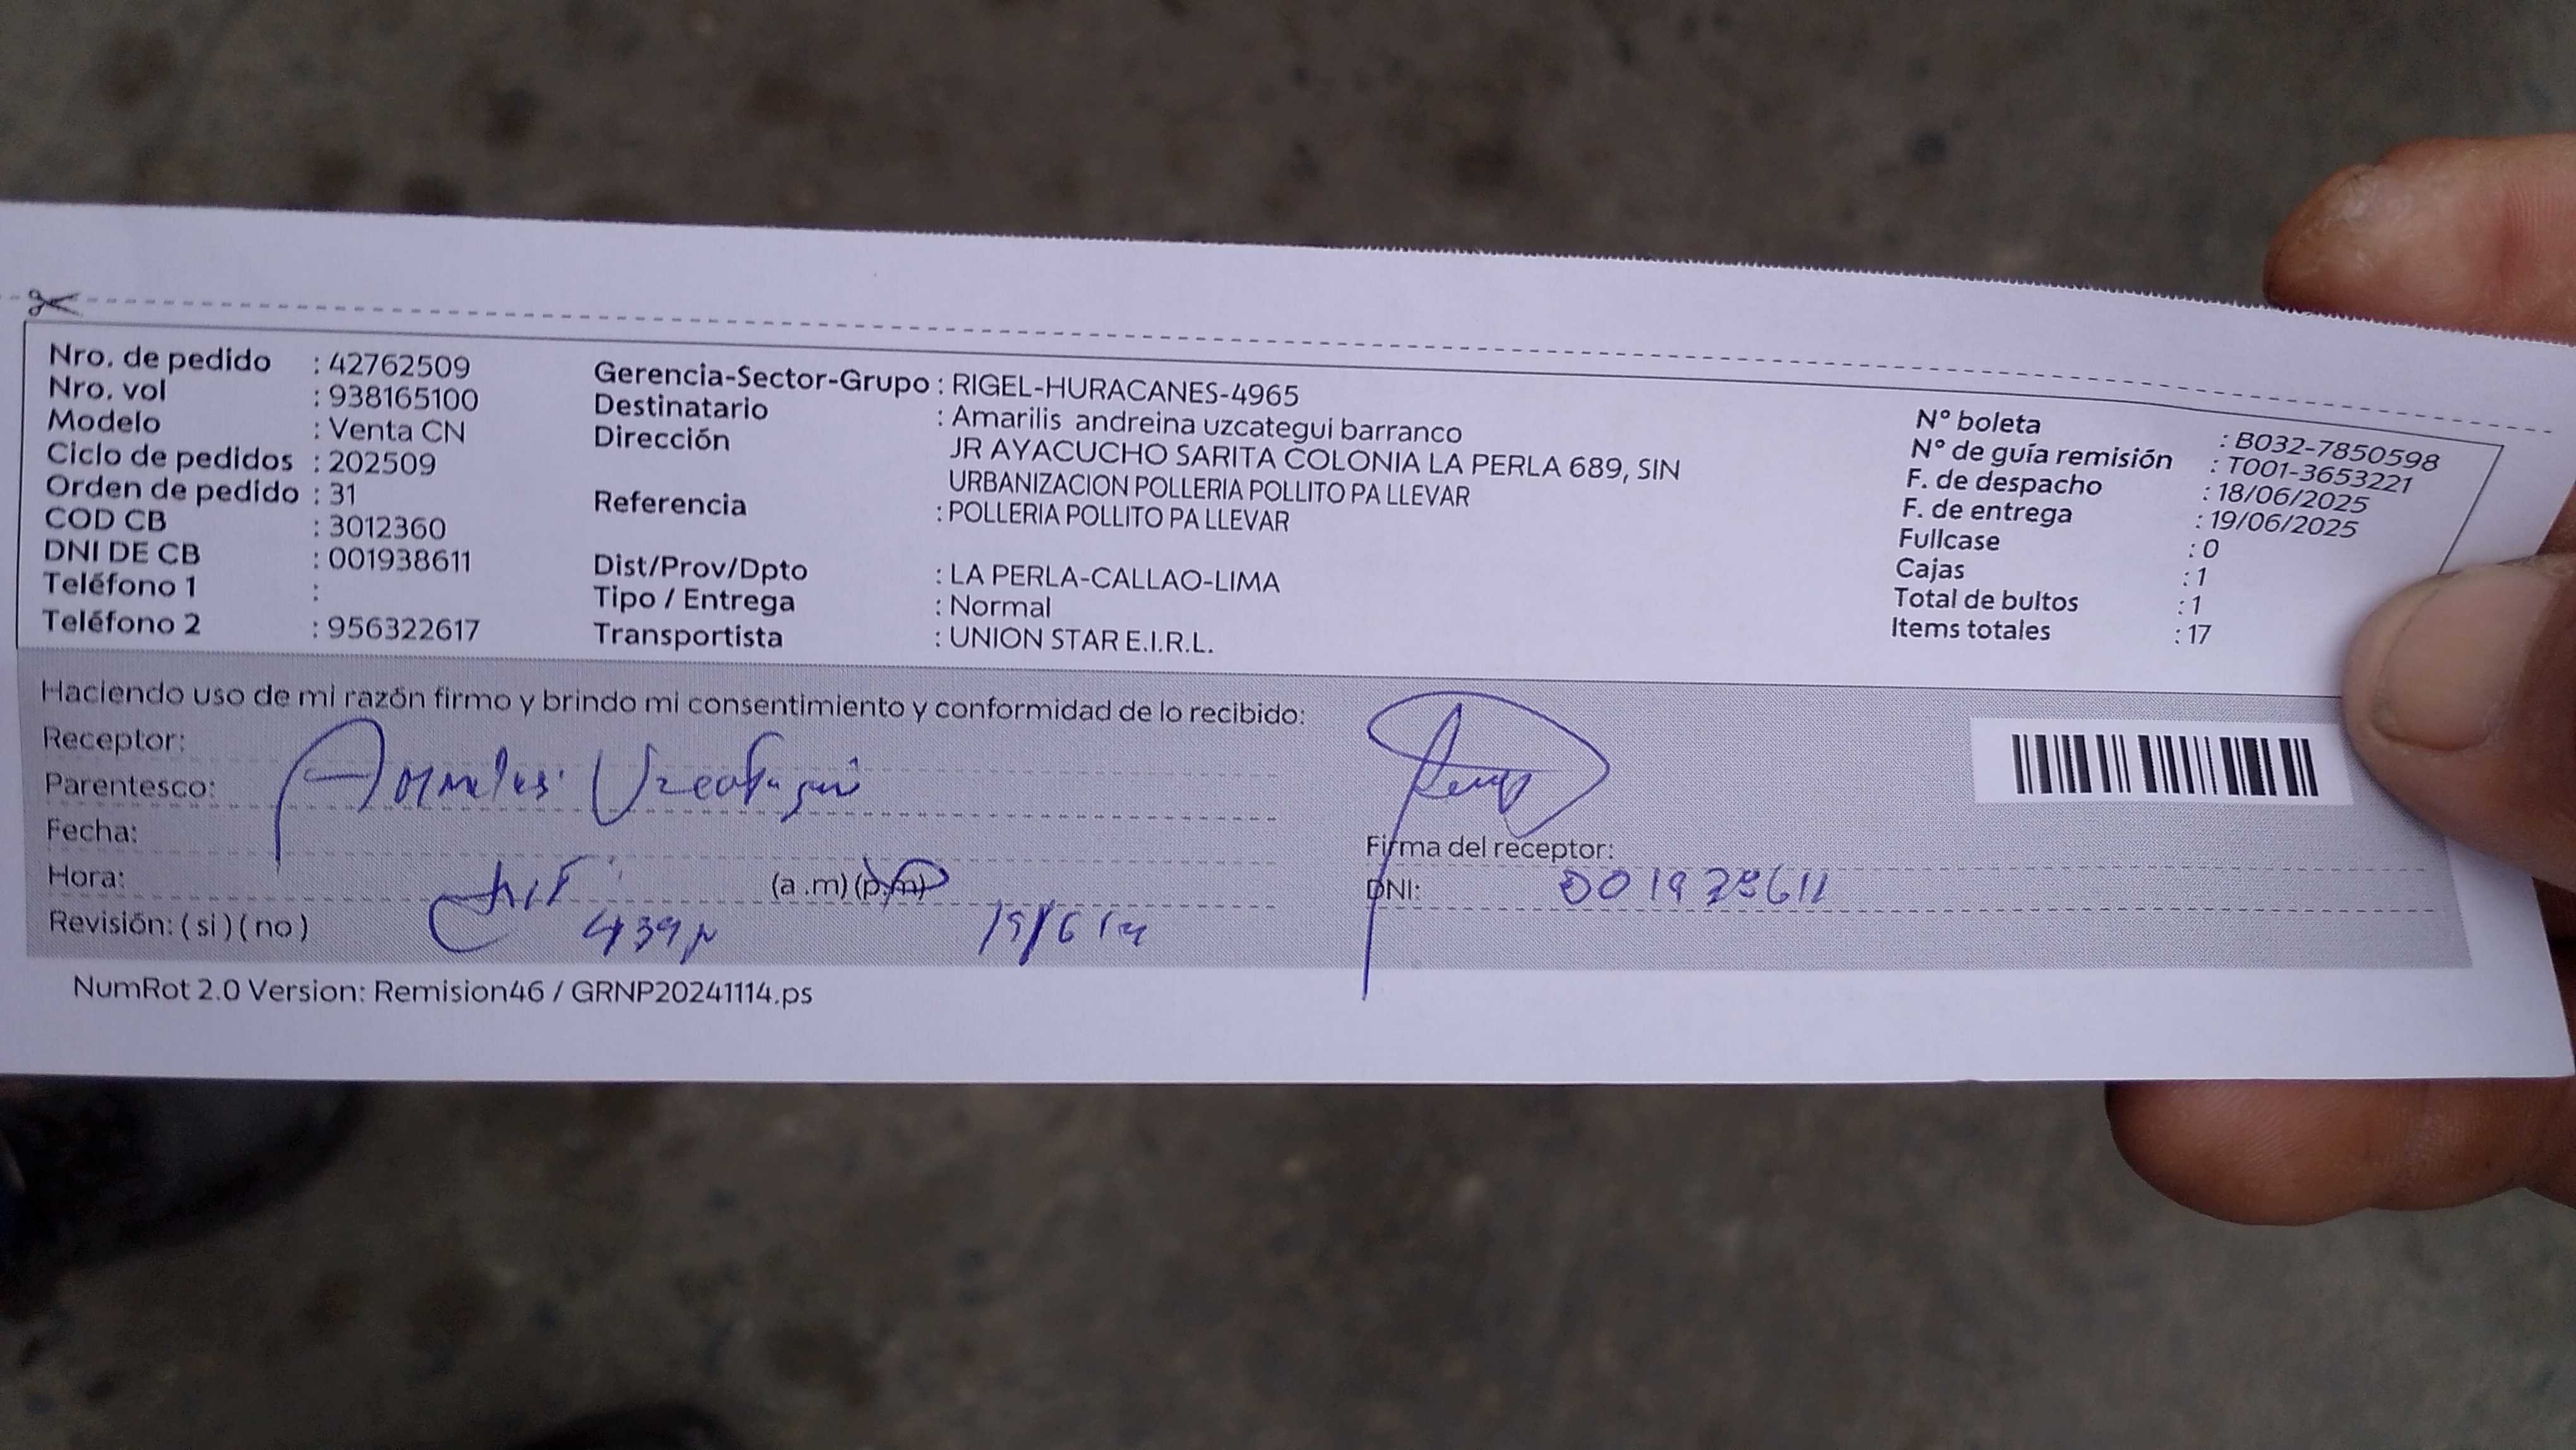 Nro. de pedido : 42762509
Nro. vol : 938165100
Modelo : Venta CN
Ciclo de pedidos : 202509
Orden de pedido : 31
COD CB : 3012360
DNI DE CB : 001938611
Teléfono 1 :
Teléfono 2 : 956322617
Gerencia-Sector-Grupo : RIGEL-HURACANES-4965
Destinatario : Amarilis andreina uzcategui barranco
Dirección JR AYACUCHO SARITA COLONIA LA PERLA 689, SIN
URBANIZACION POLLERIA POLLITO PA LLEVAR
Referencia : POLLERIA POLLITO PA LLEVAR
Dist/Prov/Dpto : LA PERLA-CALLAO-LIMA
Tipo / Entrega : Normal
Transportista : UNION STAR E.I.R.L.
N° boleta : B032-7850598
N° de guía remisión : T001-3653221
F. de despacho : 18/06/2025
F. de entrega : 19/06/2025
Fullcase : 0
Cajas : 1
Total de bultos : 1
Items totales : 17
Haciendo uso de mi razón firmo y brindo mi consentimiento y conformidad de lo recibido:
Receptor:
Parentesco:
Fecha:
Hora: (a .m) (p.m)
Revisión: ( si ) ( no ) 439p
Firma del receptor:
DNI:
NumRot 2.0 Version: Remision46 / GRNP20241114.ps